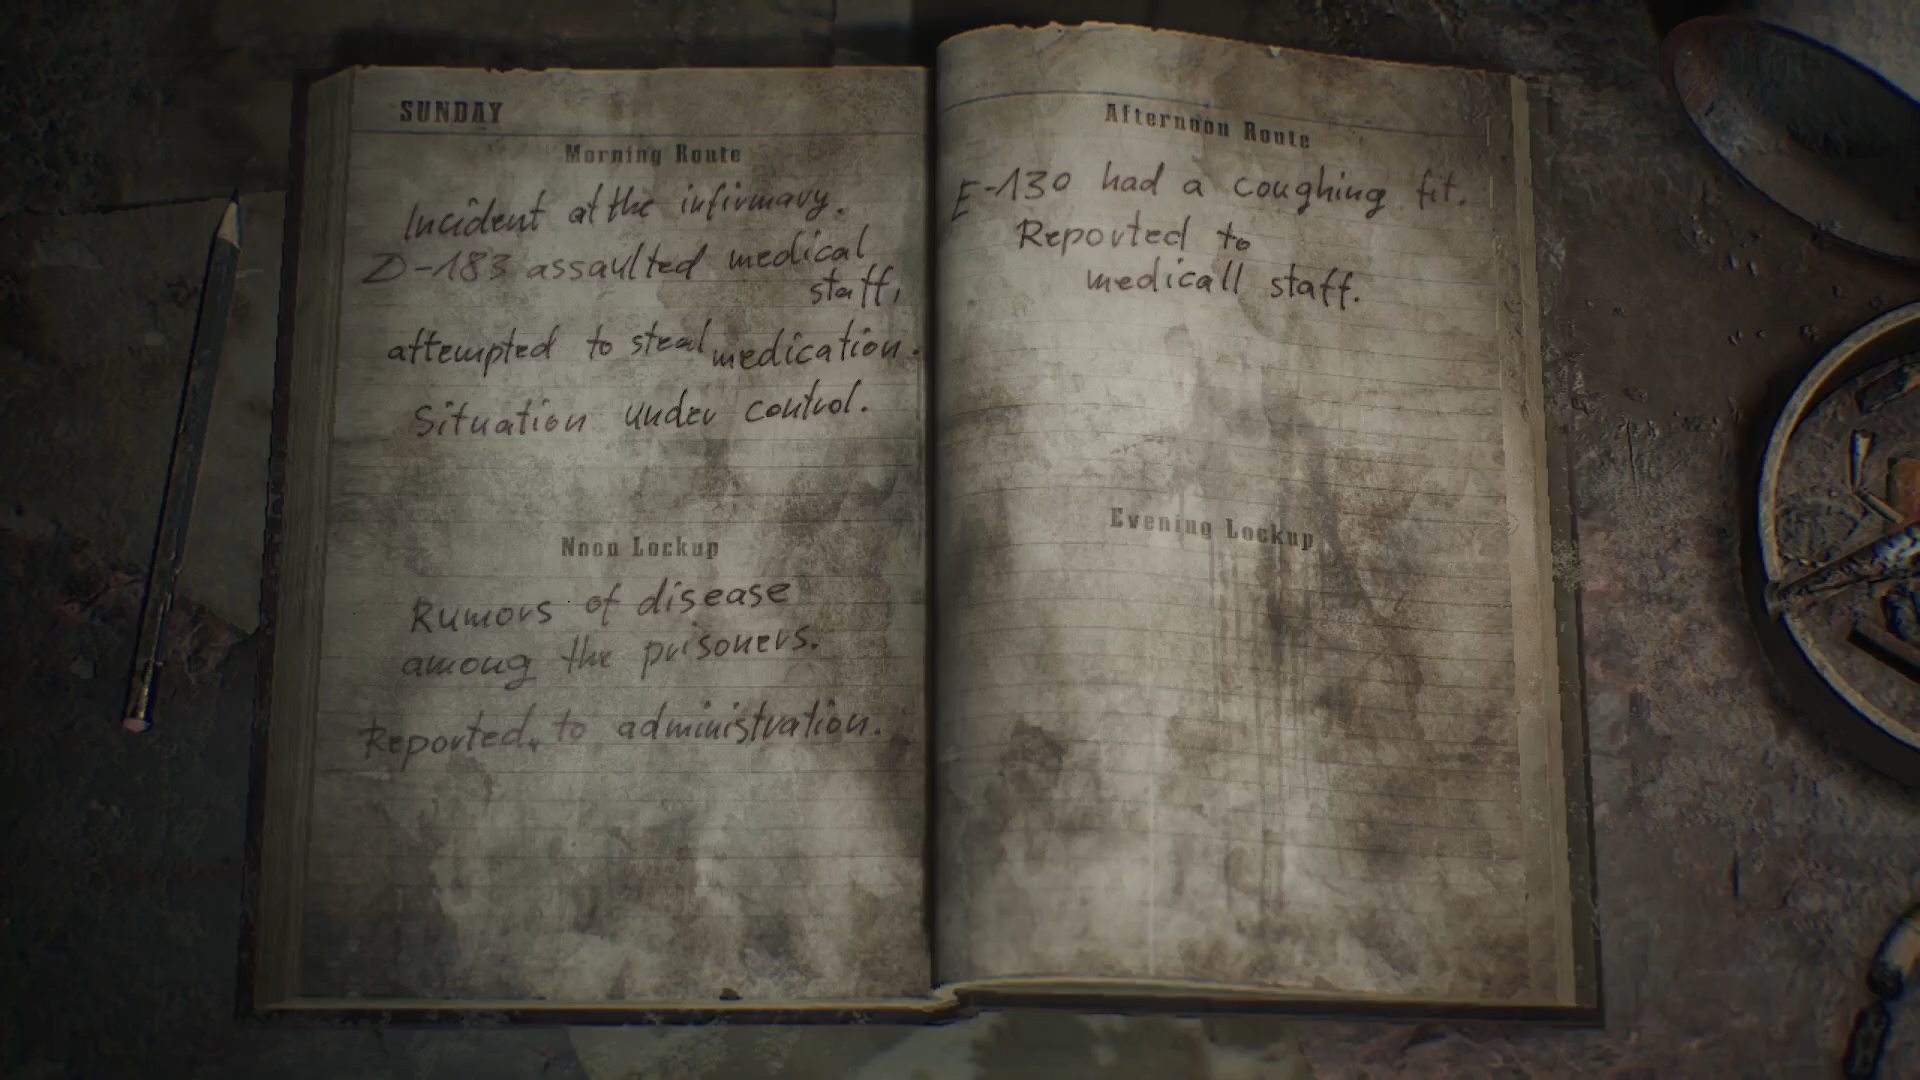 SUNDAY
Morning Route
Incident at the infirmary.
D-183 assaulted medical
staff,
attempted to steal medication.
Situation under control.
Noon Lockup
Rumors of disease
among the prisoners.
Reported to administration.
Afternoon Route
E-130 had a coughing fit.
Reported to
medicall staff.
Evening Lockup